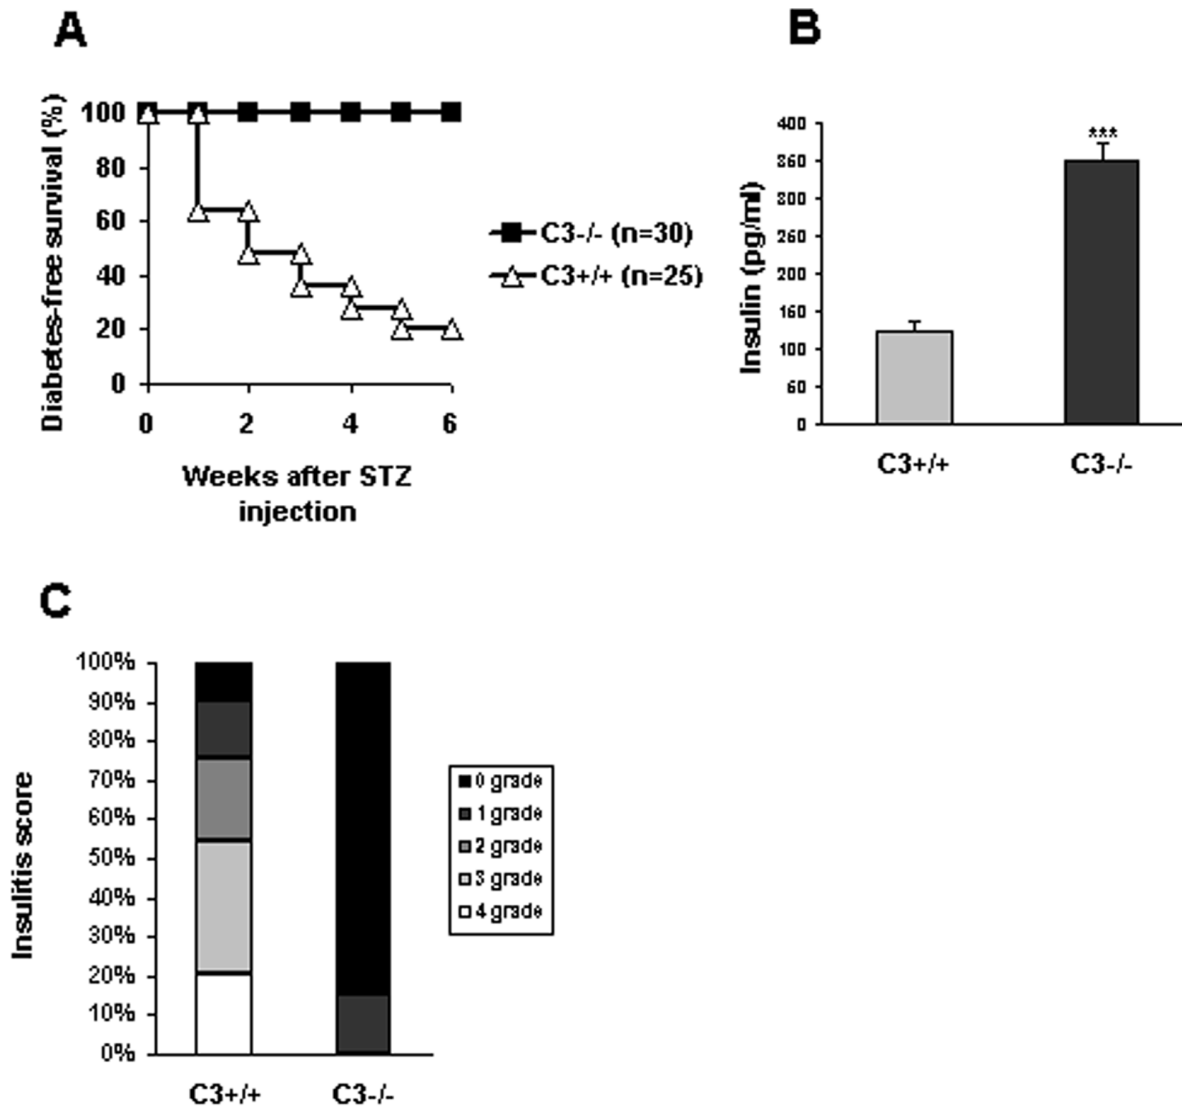 A
Diabetes-free survival (%)
100
80
60
40
20
0
0 2 4 6
Weeks after STZ
injection
C3-/- (n=30)
C3+/+ (n=25)
B
Insulin (pg/ml)
400
360
300
260
200
160
100
60
0
***
C3+/+ C3-/-
C
Insulitis score
100%
90%
80%
70%
60%
50%
40%
30%
20%
10%
0%
C3+/+ C3-/-
0 grade
1 grade
2 grade
3 grade
4 grade